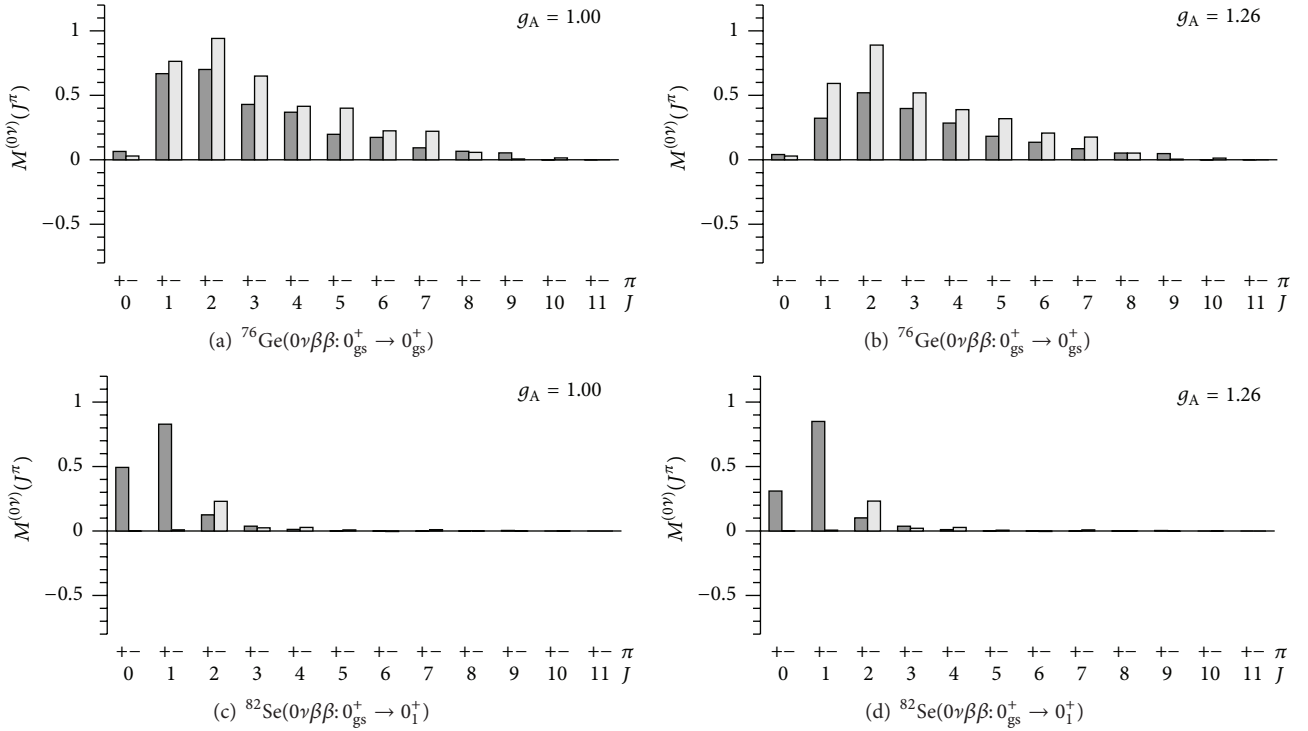 g_A = 1.00
M^(0ν)(J^π)
1
0.5
0
−0.5
+− +− +− +− +− +− +− +− +− +− +− +− π
0 1 2 3 4 5 6 7 8 9 10 11 J
(a) ⁷⁶Ge(0νββ: 0⁺_gs → 0⁺_gs)
g_A = 1.26
M^(0ν)(J^π)
1
0.5
0
−0.5
+− +− +− +− +− +− +− +− +− +− +− +− π
0 1 2 3 4 5 6 7 8 9 10 11 J
(b) ⁷⁶Ge(0νββ: 0⁺_gs → 0⁺_gs)
g_A = 1.00
M^(0ν)(J^π)
1
0.5
0
−0.5
+− +− +− +− +− +− +− +− +− +− +− +− π
0 1 2 3 4 5 6 7 8 9 10 11 J
(c) ⁸²Se(0νββ: 0⁺_gs → 0⁺_1)
g_A = 1.26
M^(0ν)(J^π)
1
0.5
0
−0.5
+− +− +− +− +− +− +− +− +− +− +− +− π
0 1 2 3 4 5 6 7 8 9 10 11 J
(d) ⁸²Se(0νββ: 0⁺_gs → 0⁺_1)